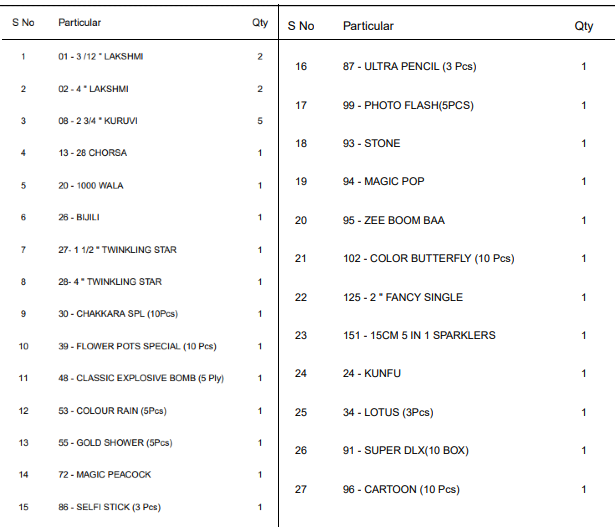 S No Particular Qty
1 01 - 3 /12 " LAKSHMI 2
2 02 - 4 " LAKSHMI 2
3 08 - 2 3/4 " KURUVI 5
4 13 - 28 CHORSA 1
5 20 - 1000 WALA 1
6 26 - BIJILI 1
7 27- 1 1/2 " TWINKLING STAR 1
8 28- 4 " TWINKLING STAR 1
9 30 - CHAKKARA SPL (10Pcs) 1
10 39 - FLOWER POTS SPECIAL (10 Pcs) 1
11 48 - CLASSIC EXPLOSIVE BOMB (5 Ply) 1
12 53 - COLOUR RAIN (5Pcs) 1
13 55 - GOLD SHOWER (5Pcs) 1
14 72 - MAGIC PEACOCK 1
15 86 - SELFI STICK (3 Pcs) 1
S No Particular Qty
16 87 - ULTRA PENCIL (3 Pcs) 1
17 99 - PHOTO FLASH(5PCS) 1
18 93 - STONE 1
19 94 - MAGIC POP 1
20 95 - ZEE BOOM BAA 1
21 102 - COLOR BUTTERFLY (10 Pcs) 1
22 125 - 2 " FANCY SINGLE 1
23 151 - 15CM 5 IN 1 SPARKLERS 1
24 24 - KUNFU 1
25 34 - LOTUS (3Pcs) 1
26 91 - SUPER DLX(10 BOX) 1
27 96 - CARTOON (10 Pcs) 1